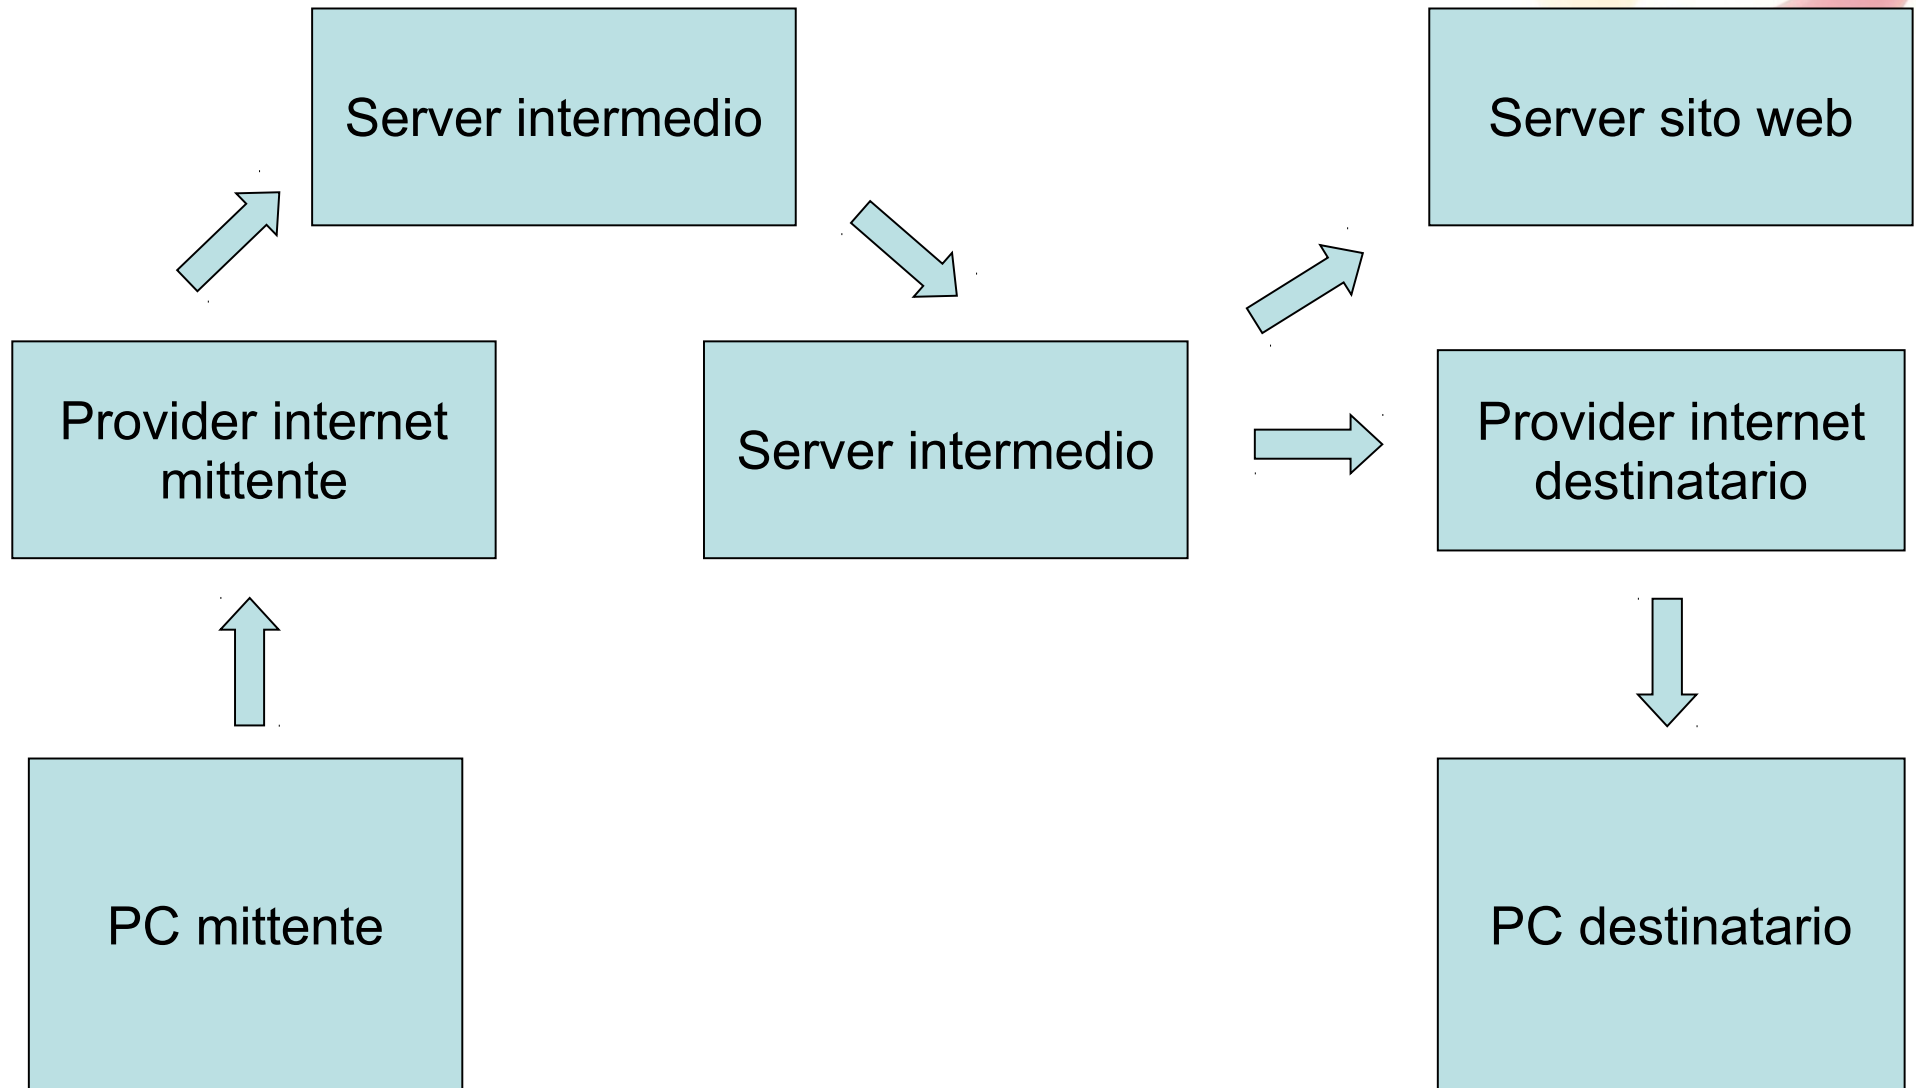 Server intermedio
Server sito web
Provider internet
mittente
Server intermedio
Provider internet
destinatario
PC mittente
PC destinatario